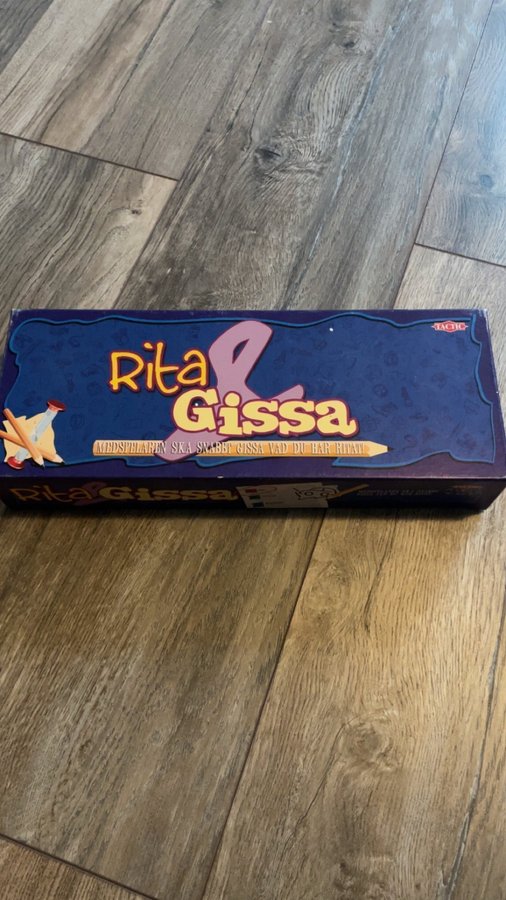 TACTIC
Rita &
Gissa
MEDSPELAREN SKA SNABBT GISSA VAD DU HAR RITAT!
Rita & Gissa